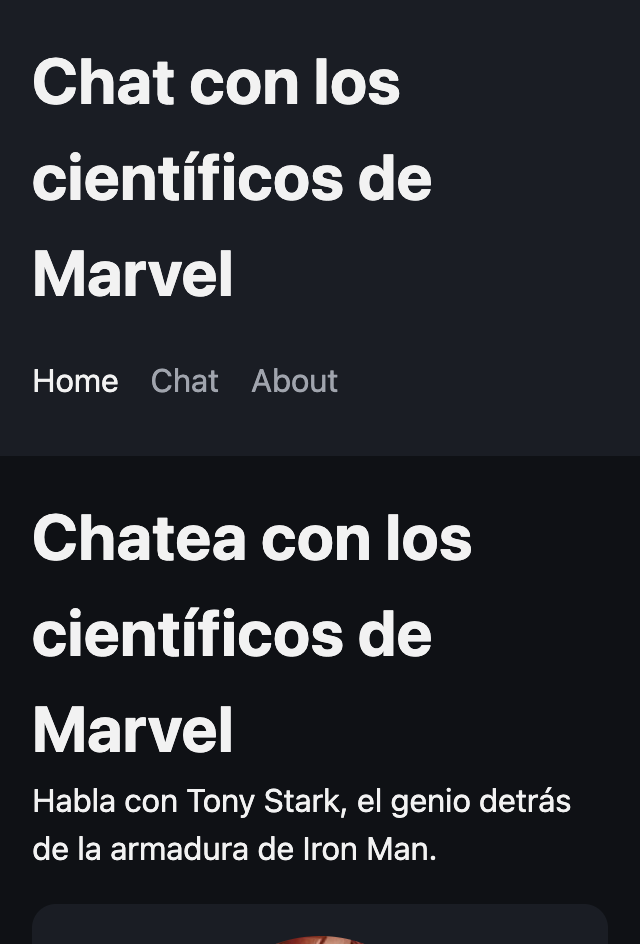 Chat con los
científicos de
Marvel
Home Chat About
Chatea con los
científicos de
Marvel
Habla con Tony Stark, el genio detrás
de la armadura de Iron Man.